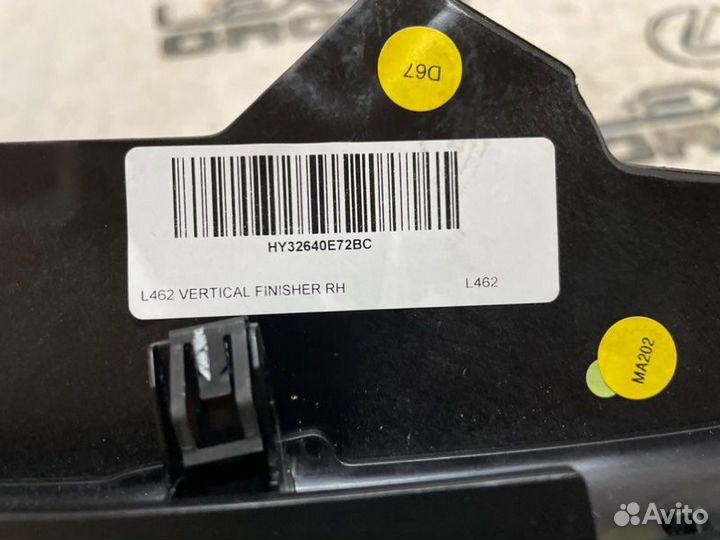 D67
HY32640E72BC
L462 VERTICAL FINISHER RH L462
MA202
Avito